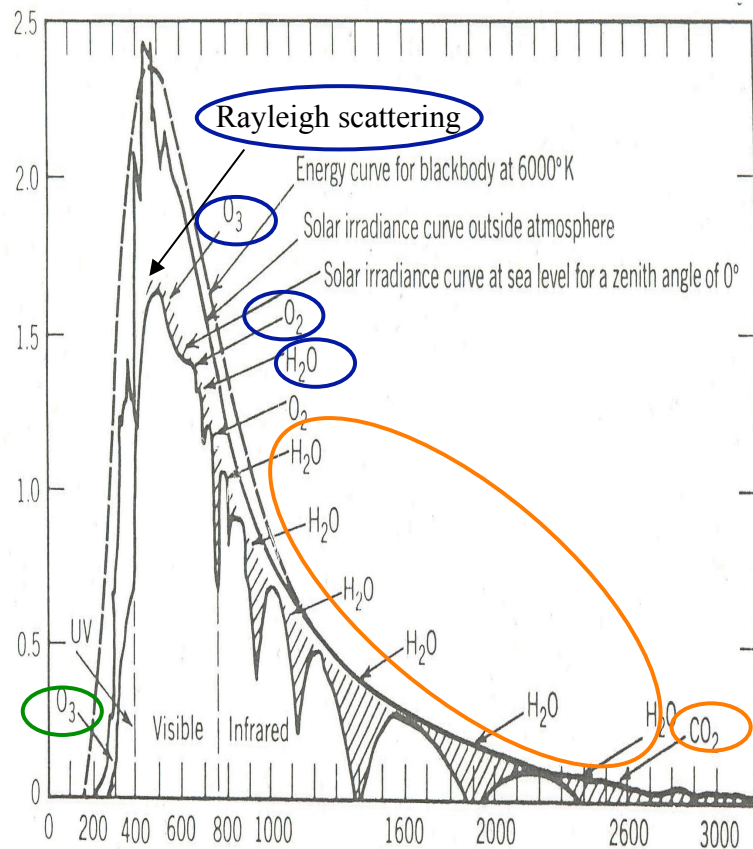 2.5
Rayleigh scattering
Energy curve for blackbody at 6000°K
2.0
O₃
Solar irradiance curve outside atmosphere
Solar irradiance curve at sea level for a zenith angle of 0°
O₂
1.5
H₂O
O₂
H₂O
1.0
H₂O
H₂O
0.5
UV
H₂O
O₃
H₂O
H₂O
Visible
Infrared
CO₂
0
0 200 400 600 800 1000 1600 2000 2600 3000